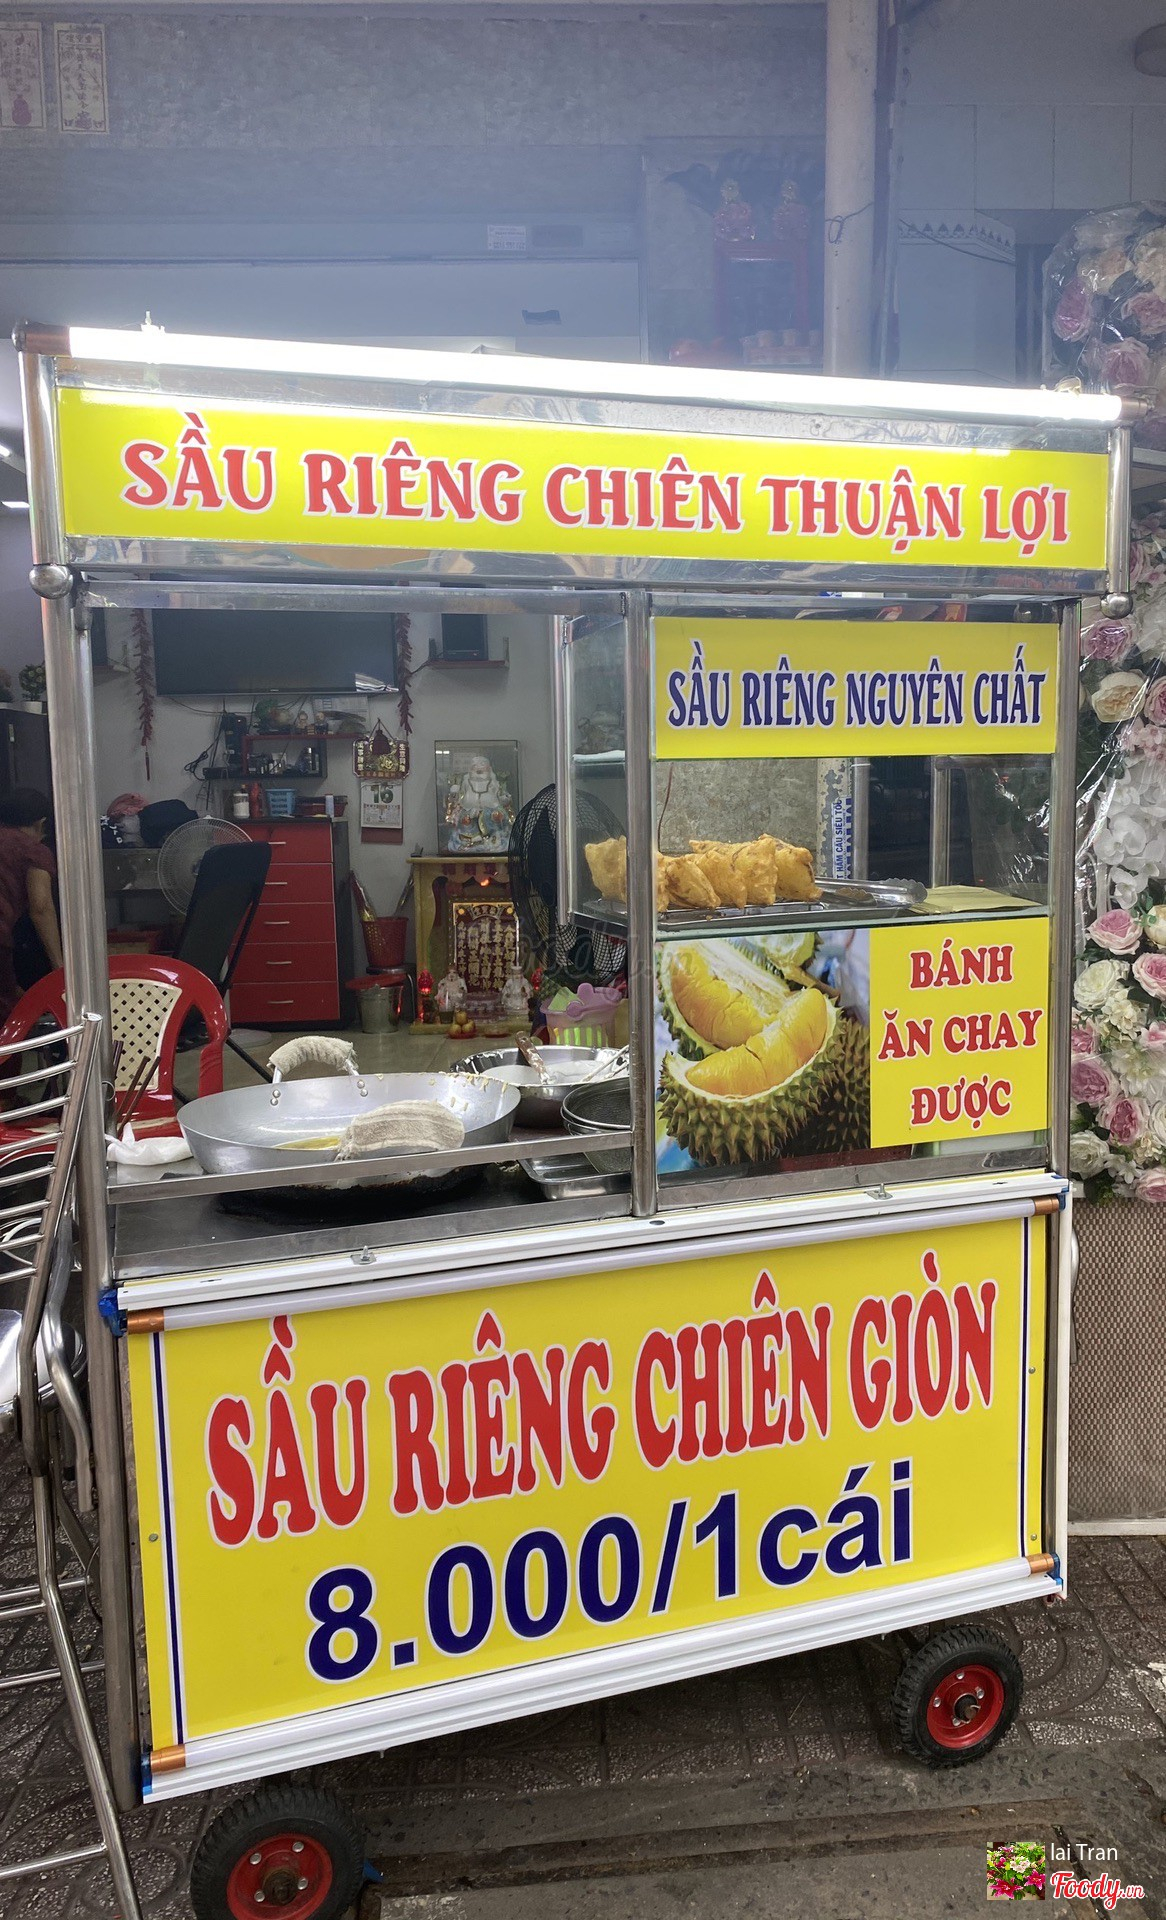 SẦU RIÊNG CHIÊN THUẬN LỢI
SẦU RIÊNG NGUYÊN CHẤT
16
BÁNH
ĂN CHAY
ĐƯỢC
SẦU RIÊNG CHIÊN GIÒN
8.000/1cái
lai Tran
Foody.vn